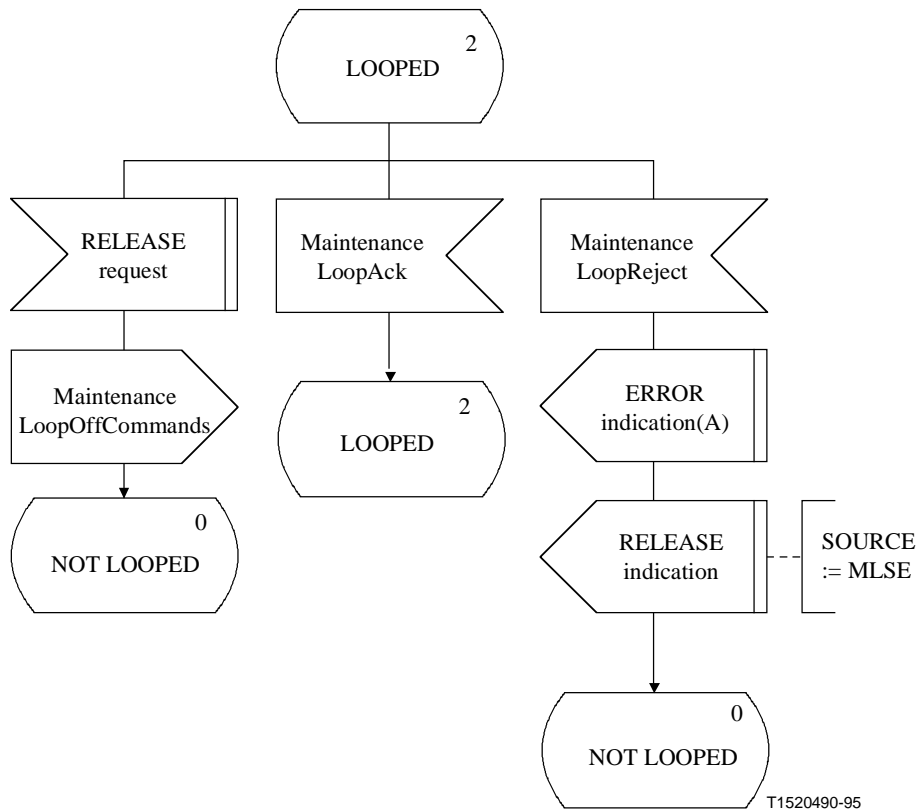 2
LOOPED
RELEASE
request
Maintenance
LoopAck
Maintenance
LoopReject
Maintenance
LoopOffCommands
2
LOOPED
ERROR
indication(A)
0
NOT LOOPED
RELEASE
indication
SOURCE
:= MLSE
0
NOT LOOPED
T1520490-95